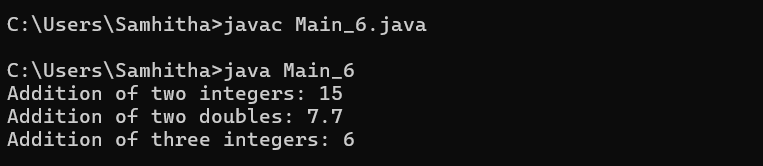 C:\Users\Samhitha>javac Main_6.java
C:\Users\Samhitha>java Main_6
Addition of two integers: 15
Addition of two doubles: 7.7
Addition of three integers: 6